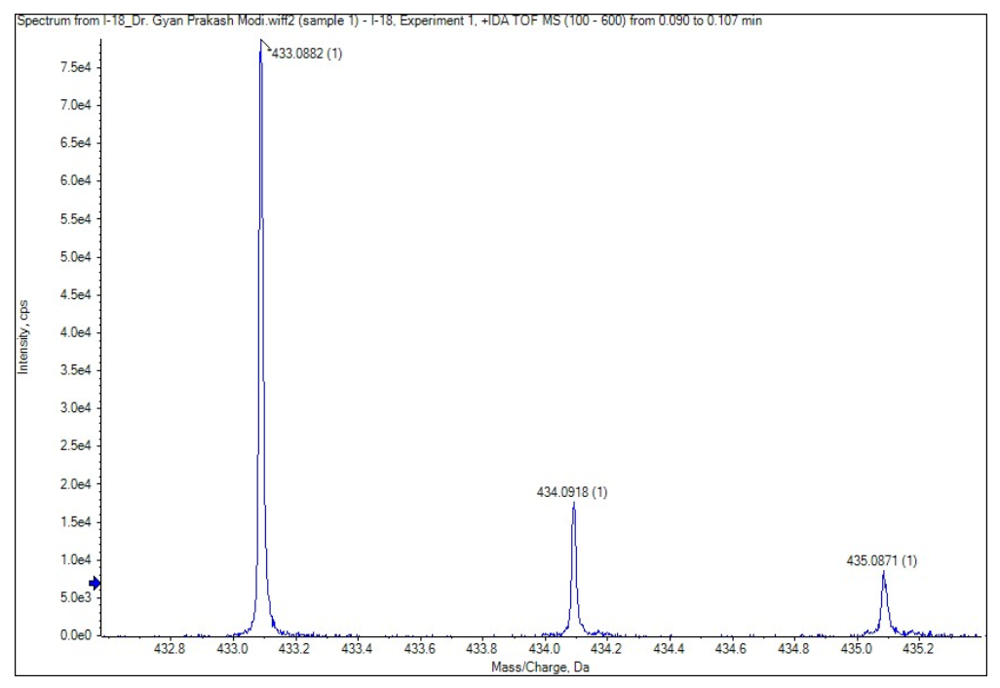 Spectrum from I-18_Dr. Gyan Prakash Modi.wiff2 (sample 1) - I-18, Experiment 1, +IDA TOF MS (100 - 600) from 0.090 to 0.107 min
433.0882 (1)
7.5e4
7.0e4
6.5e4
6.0e4
5.5e4
5.0e4
4.5e4
4.0e4
3.5e4
3.0e4
2.5e4
2.0e4
1.5e4
1.0e4
5.0e3
0.0e0
Intensity, cps
434.0918 (1)
435.0871 (1)
432.8 433.0 433.2 433.4 433.6 433.8 434.0 434.2 434.4 434.6 434.8 435.0 435.2
Mass/Charge, Da